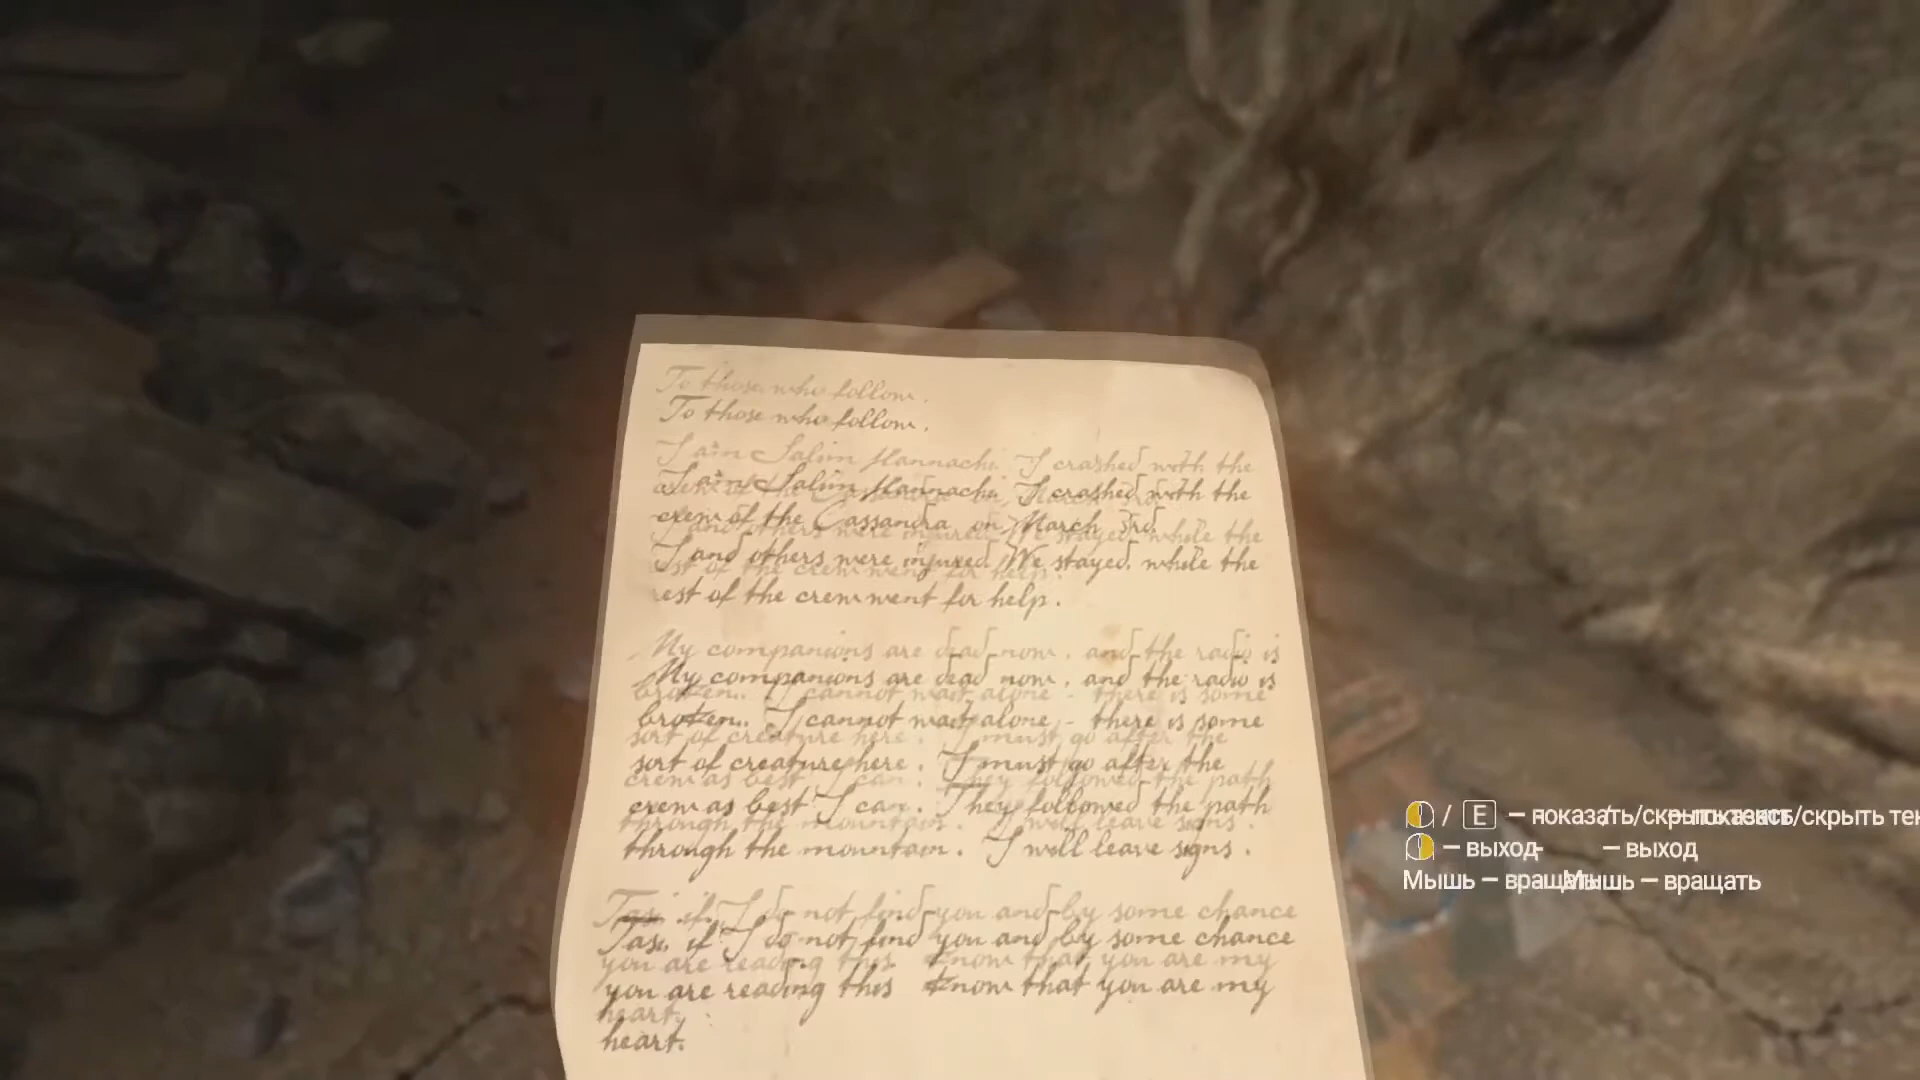 To those who follow.
I am Salim Hannachi. I crashed with the
crew of the Cassandra on March 3rd.
I and others were injured. We stayed while the
rest of the crew went for help.
My companions are dead now, and the radio is
broken. I cannot wait alone - there is some
sort of creature here. I must go after the
crew as best I can. They followed the path
through the mountain. I will leave signs.
Tasi, if I do not find you and by some chance
you are reading this know that you are my
heart.
/ E — показать/скрыть текст
— выход
Мышь — вращать